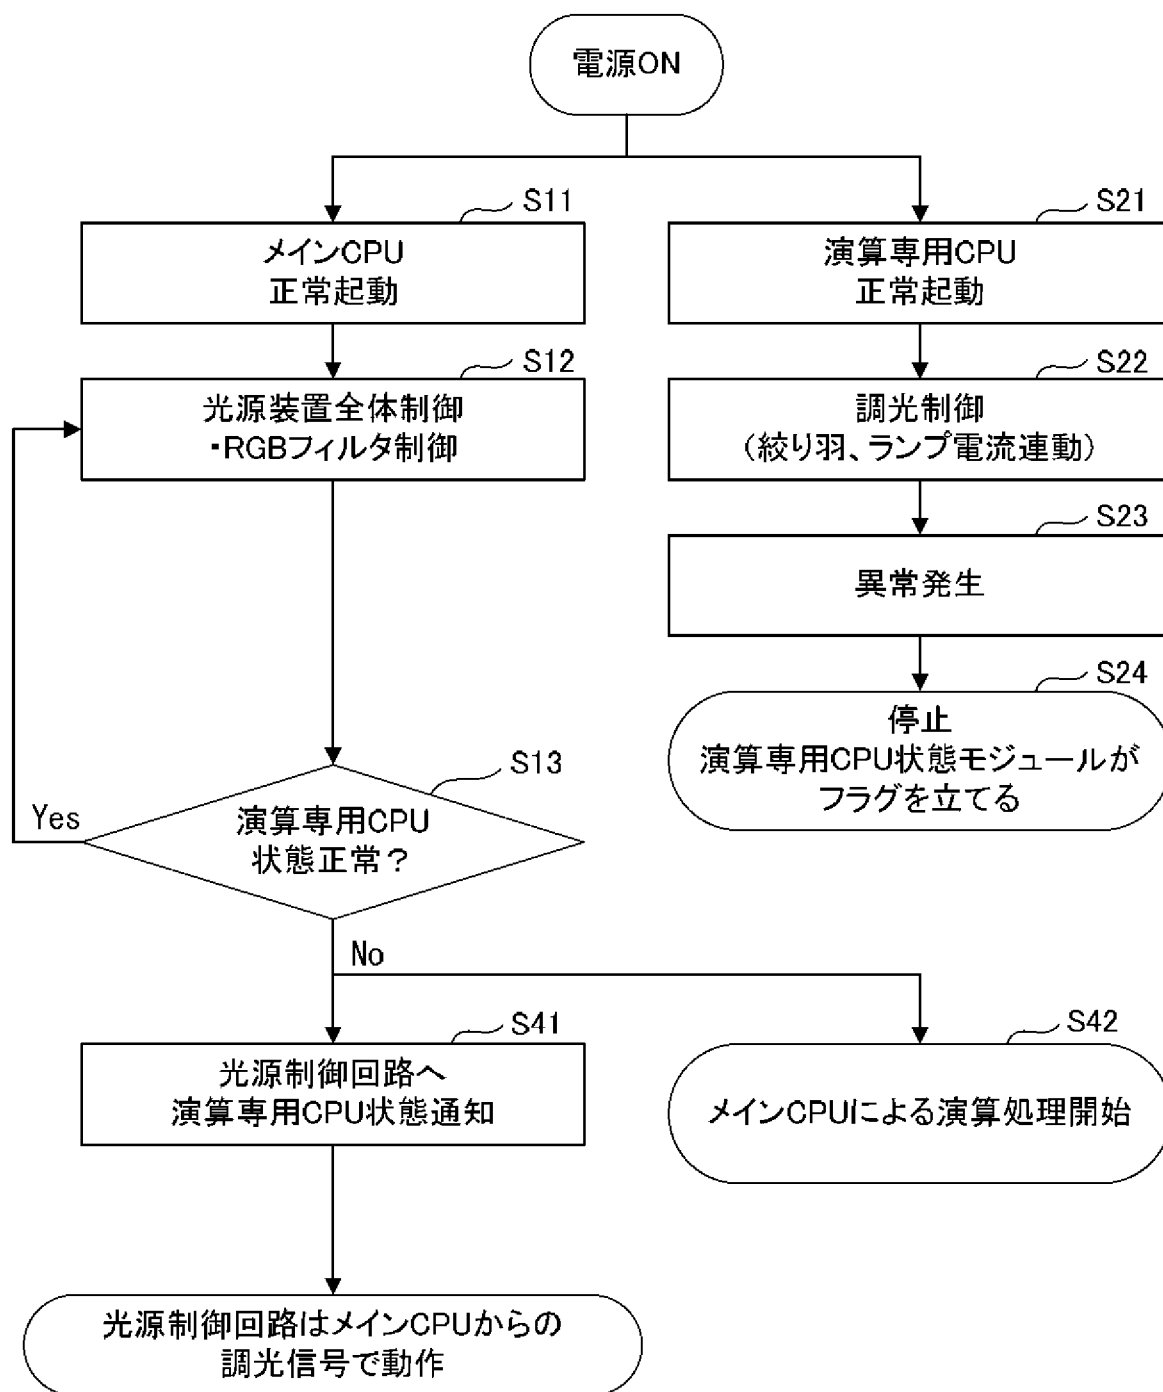 電源ON
S11
メインCPU
正常起動
S12
光源装置全体制御
・RGBフィルタ制御
S13
演算専用CPU
状態正常？
Yes
No
S41
光源制御回路へ
演算専用CPU状態通知
光源制御回路はメインCPUからの
調光信号で動作
S21
演算専用CPU
正常起動
S22
調光制御
（絞り羽、ランプ電流連動）
S23
異常発生
S24
停止
演算専用CPU状態モジュールが
フラグを立てる
S42
メインCPUによる演算処理開始